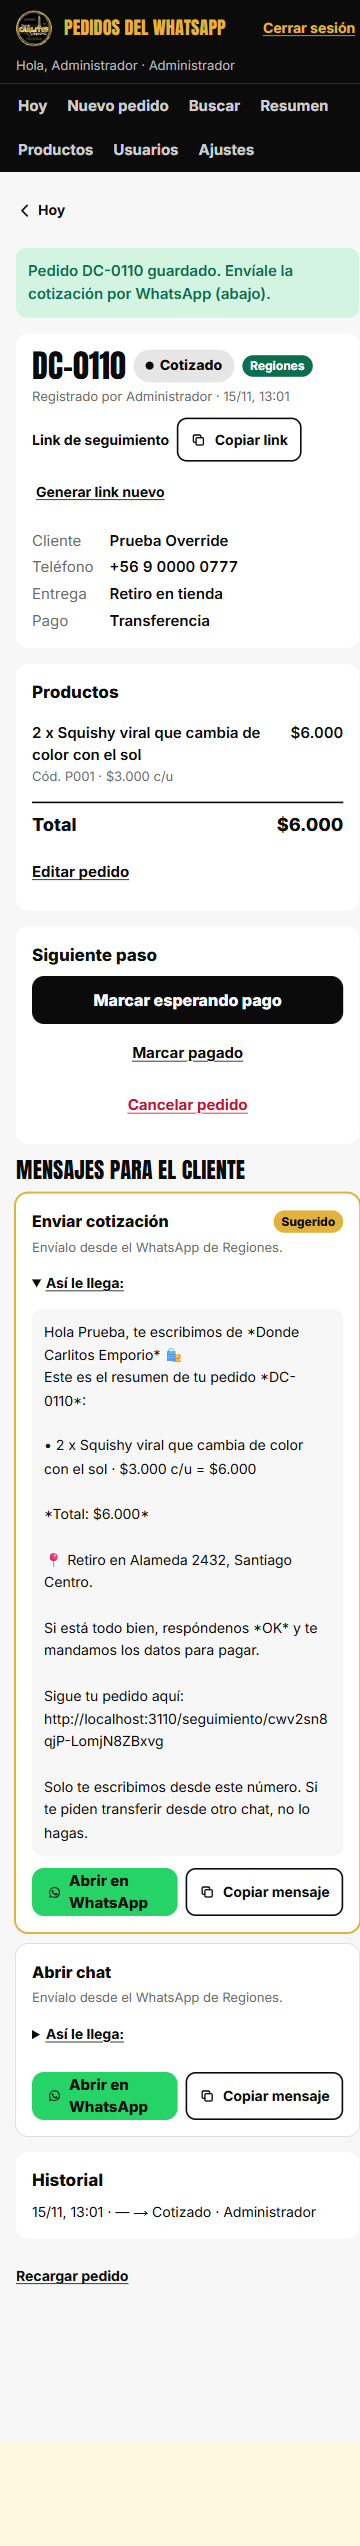 PEDIDOS DEL WHATSAPP
Cerrar sesión
Hola, Administrador · Administrador
Hoy Nuevo pedido Buscar Resumen
Productos Usuarios Ajustes
Hoy
Pedido DC-0110 guardado. Envíale la
cotización por WhatsApp (abajo).
DC-0110 Cotizado Regiones
Registrado por Administrador · 15/11, 13:01
Link de seguimiento Copiar link
Generar link nuevo
Cliente Prueba Override
Teléfono +56 9 0000 0777
Entrega Retiro en tienda
Pago Transferencia
Productos
2 x Squishy viral que cambia de $6.000
color con el sol
Cód. P001 · $3.000 c/u
Total $6.000
Editar pedido
Siguiente paso
Marcar esperando pago
Marcar pagado
Cancelar pedido
MENSAJES PARA EL CLIENTE
Enviar cotización Sugerido
Envíalo desde el WhatsApp de Regiones.
▼ Así le llega:
Hola Prueba, te escribimos de *Donde
Carlitos Emporio* 🛍️
Este es el resumen de tu pedido *DC-
0110*:
• 2 x Squishy viral que cambia de color
con el sol · $3.000 c/u = $6.000
*Total: $6.000*
📍 Retiro en Alameda 2432, Santiago
Centro.
Si está todo bien, respóndenos *OK* y te
mandamos los datos para pagar.
Sigue tu pedido aquí:
http://localhost:3110/seguimiento/cwv2sn8
qjP-LomjN8ZBxvg
Solo te escribimos desde este número. Si
te piden transferir desde otro chat, no lo
hagas.
Abrir en
WhatsApp
Copiar mensaje
Abrir chat
Envíalo desde el WhatsApp de Regiones.
▶ Así le llega:
Abrir en
WhatsApp
Copiar mensaje
Historial
15/11, 13:01 · — → Cotizado · Administrador
Recargar pedido